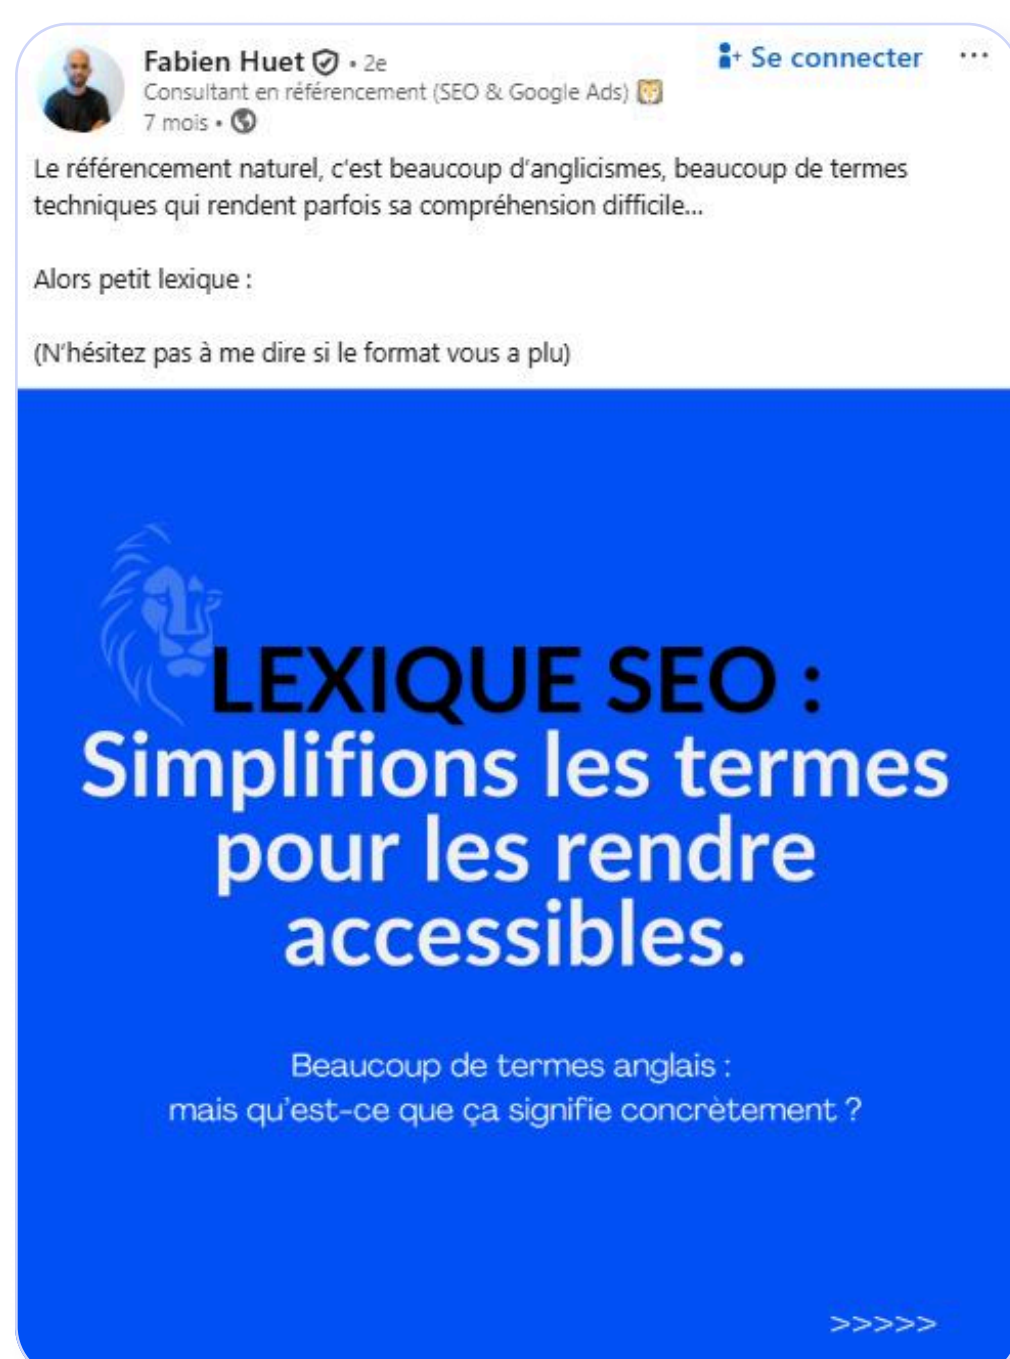 Fabien Huet • 2e
Se connecter
Consultant en référencement (SEO & Google Ads)
7 mois •
Le référencement naturel, c'est beaucoup d'anglicismes, beaucoup de termes
techniques qui rendent parfois sa compréhension difficile...
Alors petit lexique :
(N'hésitez pas à me dire si le format vous a plu)
LEXIQUE SEO :
Simplifions les termes
pour les rendre
accessibles.
Beaucoup de termes anglais :
mais qu'est-ce que ça signifie concrètement ?
>>>>>